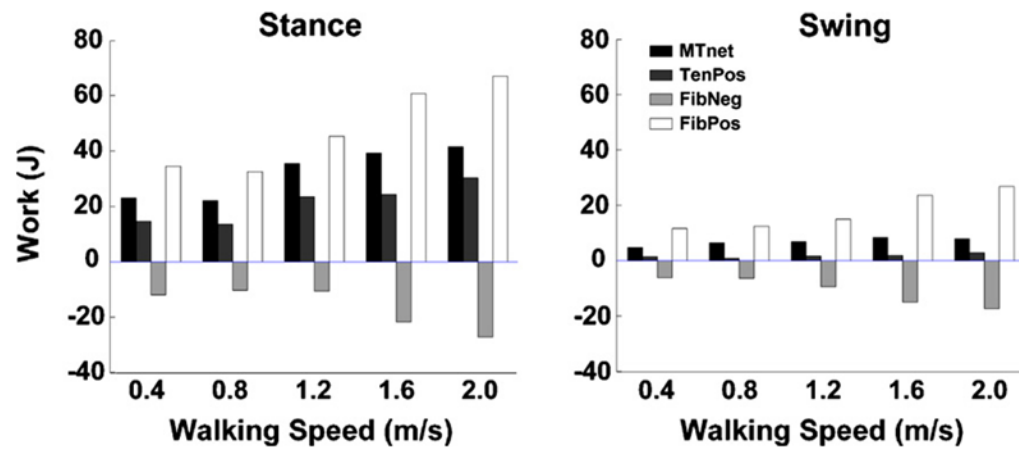 Stance
80
60
40
20
0
-20
-40
Work (J)
0.4 0.8 1.2 1.6 2.0
Walking Speed (m/s)
Swing
80
60
40
20
0
-20
-40
MTnet
TenPos
FibNeg
FibPos
0.4 0.8 1.2 1.6 2.0
Walking Speed (m/s)